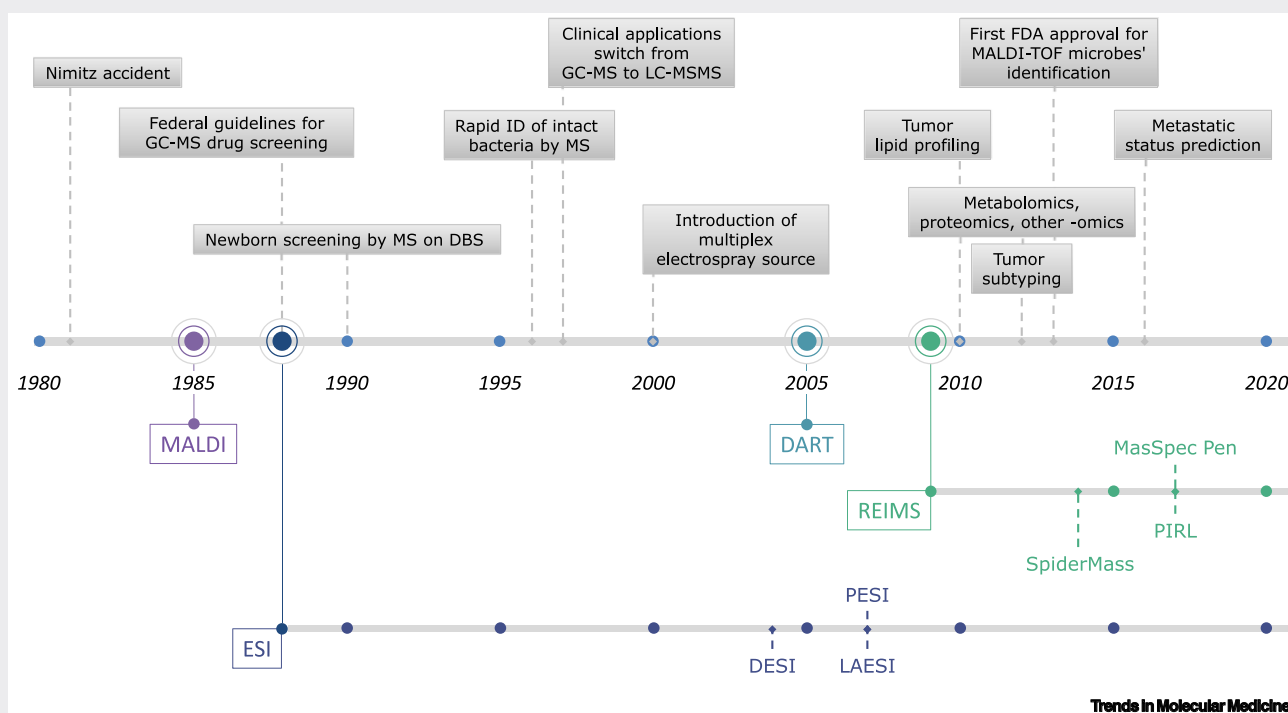 Nimitz accident
Federal guidelines for
GC-MS drug screening
Newborn screening by MS on DBS
Clinical applications
switch from
GC-MS to LC-MSMS
Rapid ID of intact
bacteria by MS
Introduction of
multiplex
electrospray source
First FDA approval for
MALDI-TOF microbes'
identification
Tumor
lipid profiling
Metastatic
status prediction
Metabolomics,
proteomics, other -omics
Tumor
subtyping
1980
1985
1990
1995
2000
2005
2010
2015
2020
MALDI
DART
MasSpec Pen
REIMS
PIRL
SpiderMass
PESI
ESI
DESI
LAESI
Trends in Molecular Medicine